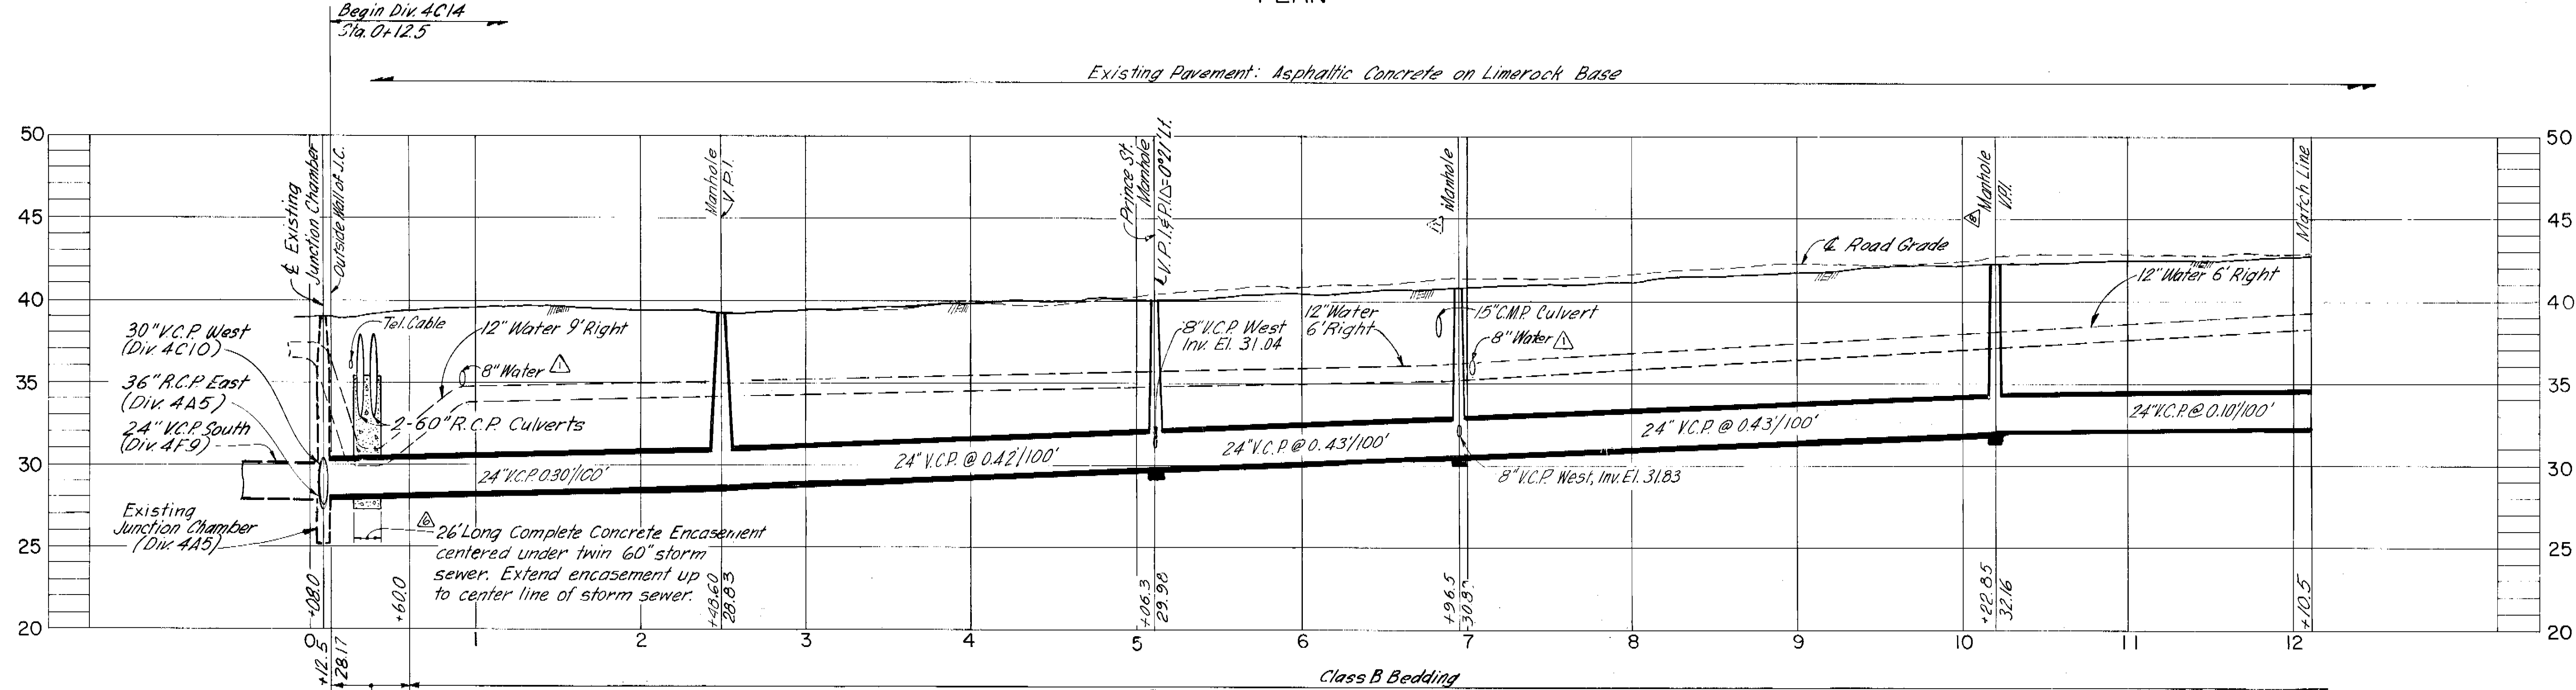 PLAN
Begin Div. 4C14
Sta. 0+12.5
Existing Pavement: Asphaltic Concrete on Limerock Base
50
45
40
35
30
25
20
℄ Existing
Junction Chamber
Outside Wall of J.C.
Manhole
V.P.I.
Prince St.
Manhole
V.P.I. & P.I. Δ=0°21' Lt.
Manhole
8
Manhole
V.P.I.
Match Line
50
45
40
35
30
25
20
℄ Road Grade
12" Water 6' Right
30" V.C.P. West
(Div. 4C10)
36" R.C.P. East
(Div. 4A5)
24" V.C.P. South
(Div. 4F9)
Existing
Junction Chamber
(Div. 4A5)
Tel. Cable
12" Water 9' Right
8" Water 1
2-60" R.C.P. Culverts
8" V.C.P. West
Inv. El. 31.04
12" Water
6' Right
15" C.M.P. Culvert
8" Water 1
24" V.C.P. 0.30'/100'
24" V.C.P. @ 0.42'/100'
24" V.C.P. @ 0.43'/100'
24" V.C.P. @ 0.43'/100'
24" V.C.P. @ 0.10'/100'
8" V.C.P. West, Inv. El. 31.83
6
26' Long Complete Concrete Encasement
centered under twin 60" storm
sewer. Extend encasement up
to center line of storm sewer.
+08.0
+60.0
+48.60
28.83
+06.3
29.98
+96.5
+22.85
32.16
+10.5
0 1 2 3 4 5 6 7 8 9 10 11 12
+12.5
28.17
Class B Bedding